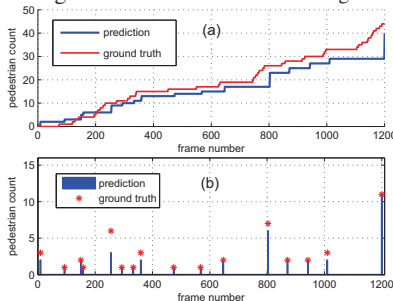 50
40
30
20
10
0
pedestrian count
prediction
ground truth
(a)
0 200 400 600 800 1000 1200
frame number
15
10
5
0
pedestrian count
prediction
ground truth
(b)
0 200 400 600 800 1000 1200
frame number